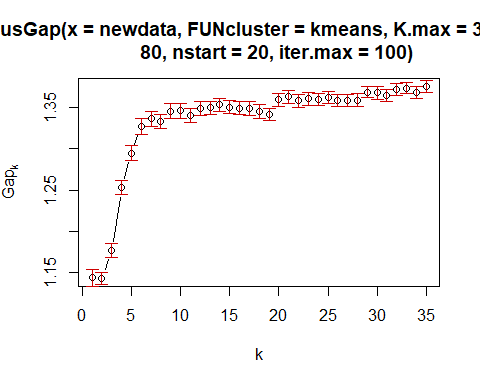 usGap(x = newdata, FUNcluster = kmeans, K.max = 3
80, nstart = 20, iter.max = 100)
1.35
1.25
1.15
Gapk
0 5 10 15 20 25 30 35
k